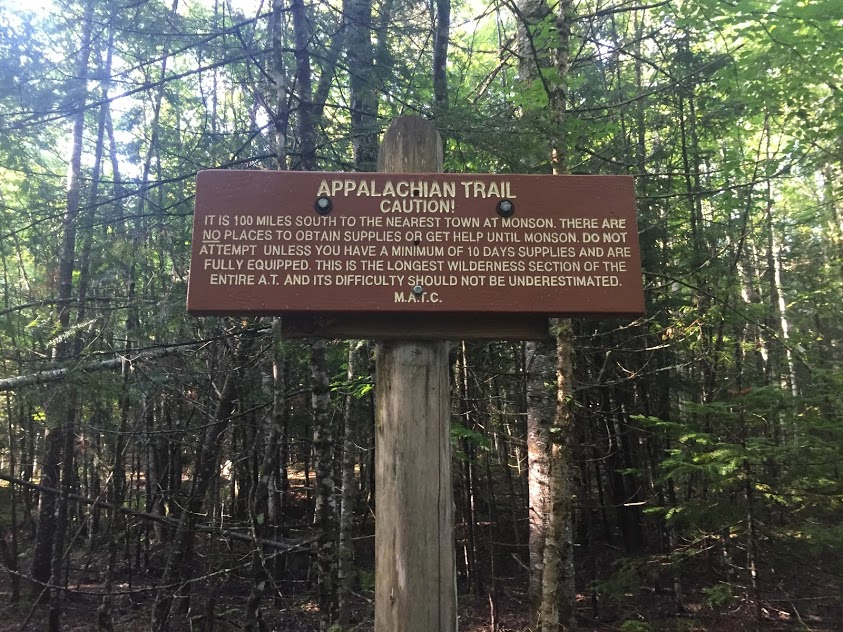 APPALACHIAN TRAIL
CAUTION!
IT IS 100 MILES SOUTH TO THE NEAREST TOWN AT MONSON. THERE ARE
NO PLACES TO OBTAIN SUPPLIES OR GET HELP UNTIL MONSON. DO NOT
ATTEMPT UNLESS YOU HAVE A MINIMUM OF 10 DAYS SUPPLIES AND ARE
FULLY EQUIPPED. THIS IS THE LONGEST WILDERNESS SECTION OF THE
ENTIRE A.T. AND ITS DIFFICULTY SHOULD NOT BE UNDERESTIMATED.
M.A.T.C.